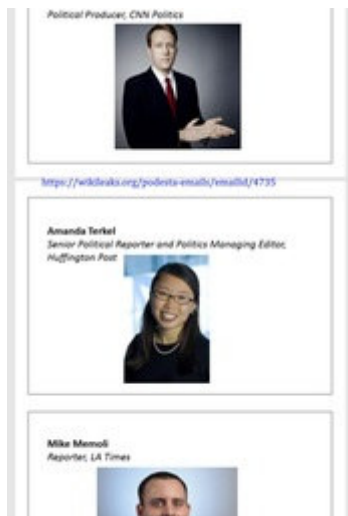 Political Producer, CNN Politics
https://wikileaks.org/podesta-emails/emailid/4735
Amanda Terkel
Senior Political Reporter and Politics Managing Editor,
Huffington Post
Mike Memoli
Reporter, LA Times